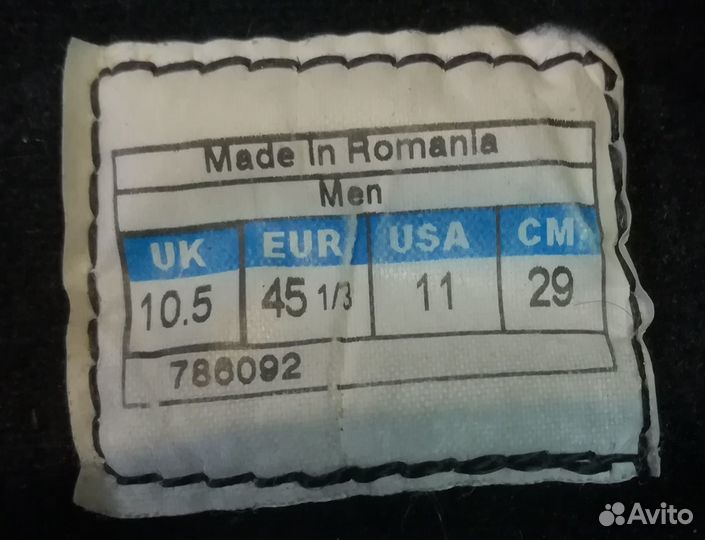 Made in Romania
Men
UK EUR USA CM
10.5 45 1/3 11 29
786092
Avito